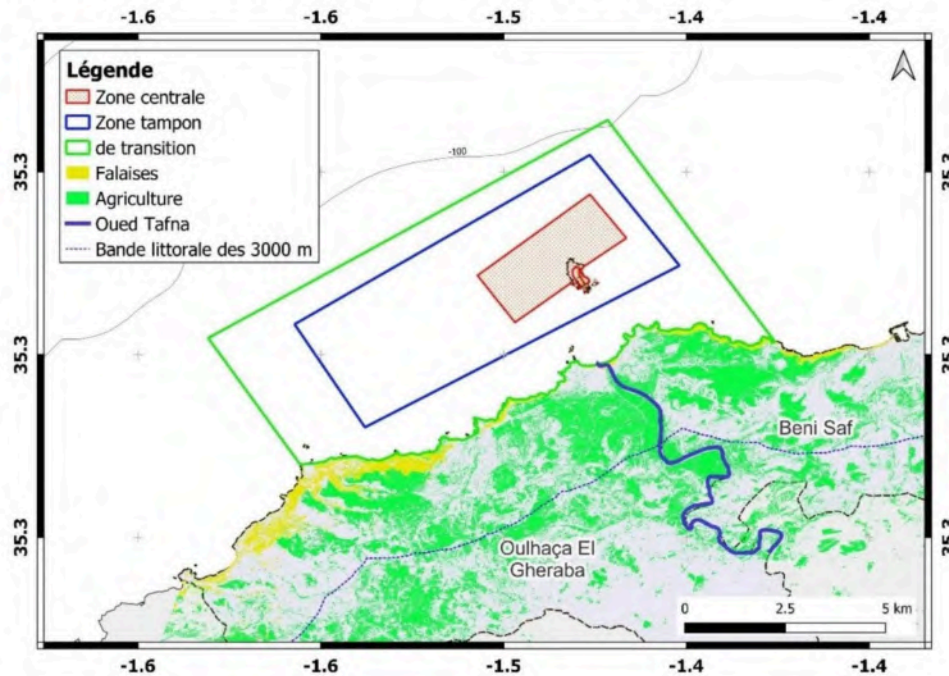 -1.6 -1.6 -1.5 -1.4 -1.4
Légende
Zone centrale
Zone tampon
de transition
Falaises
Agriculture
Oued Tafna
Bande littorale des 3000 m
-100
35.3 35.3
35.3 35.3
35.3 35.3
Beni Saf
Oulhaça El
Gheraba
0 2.5 5 km
-1.6 -1.6 -1.5 -1.4 -1.4